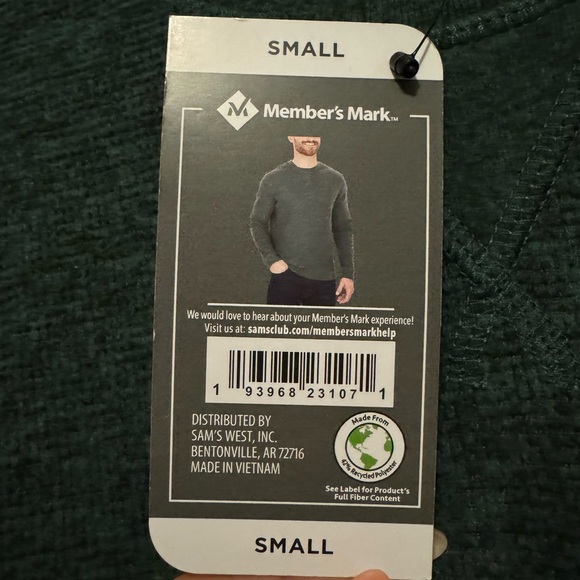 SMALL
Member's Mark™
We would love to hear about your Member's Mark experience!
Visit us at: samsclub.com/membersmarkhelp
1 93968 23107 1
DISTRIBUTED BY
SAM'S WEST, INC.
BENTONVILLE, AR 72716
MADE IN VIETNAM
Made From
42% Recycled Polyester
See Label for Product's
Full Fiber Content
SMALL